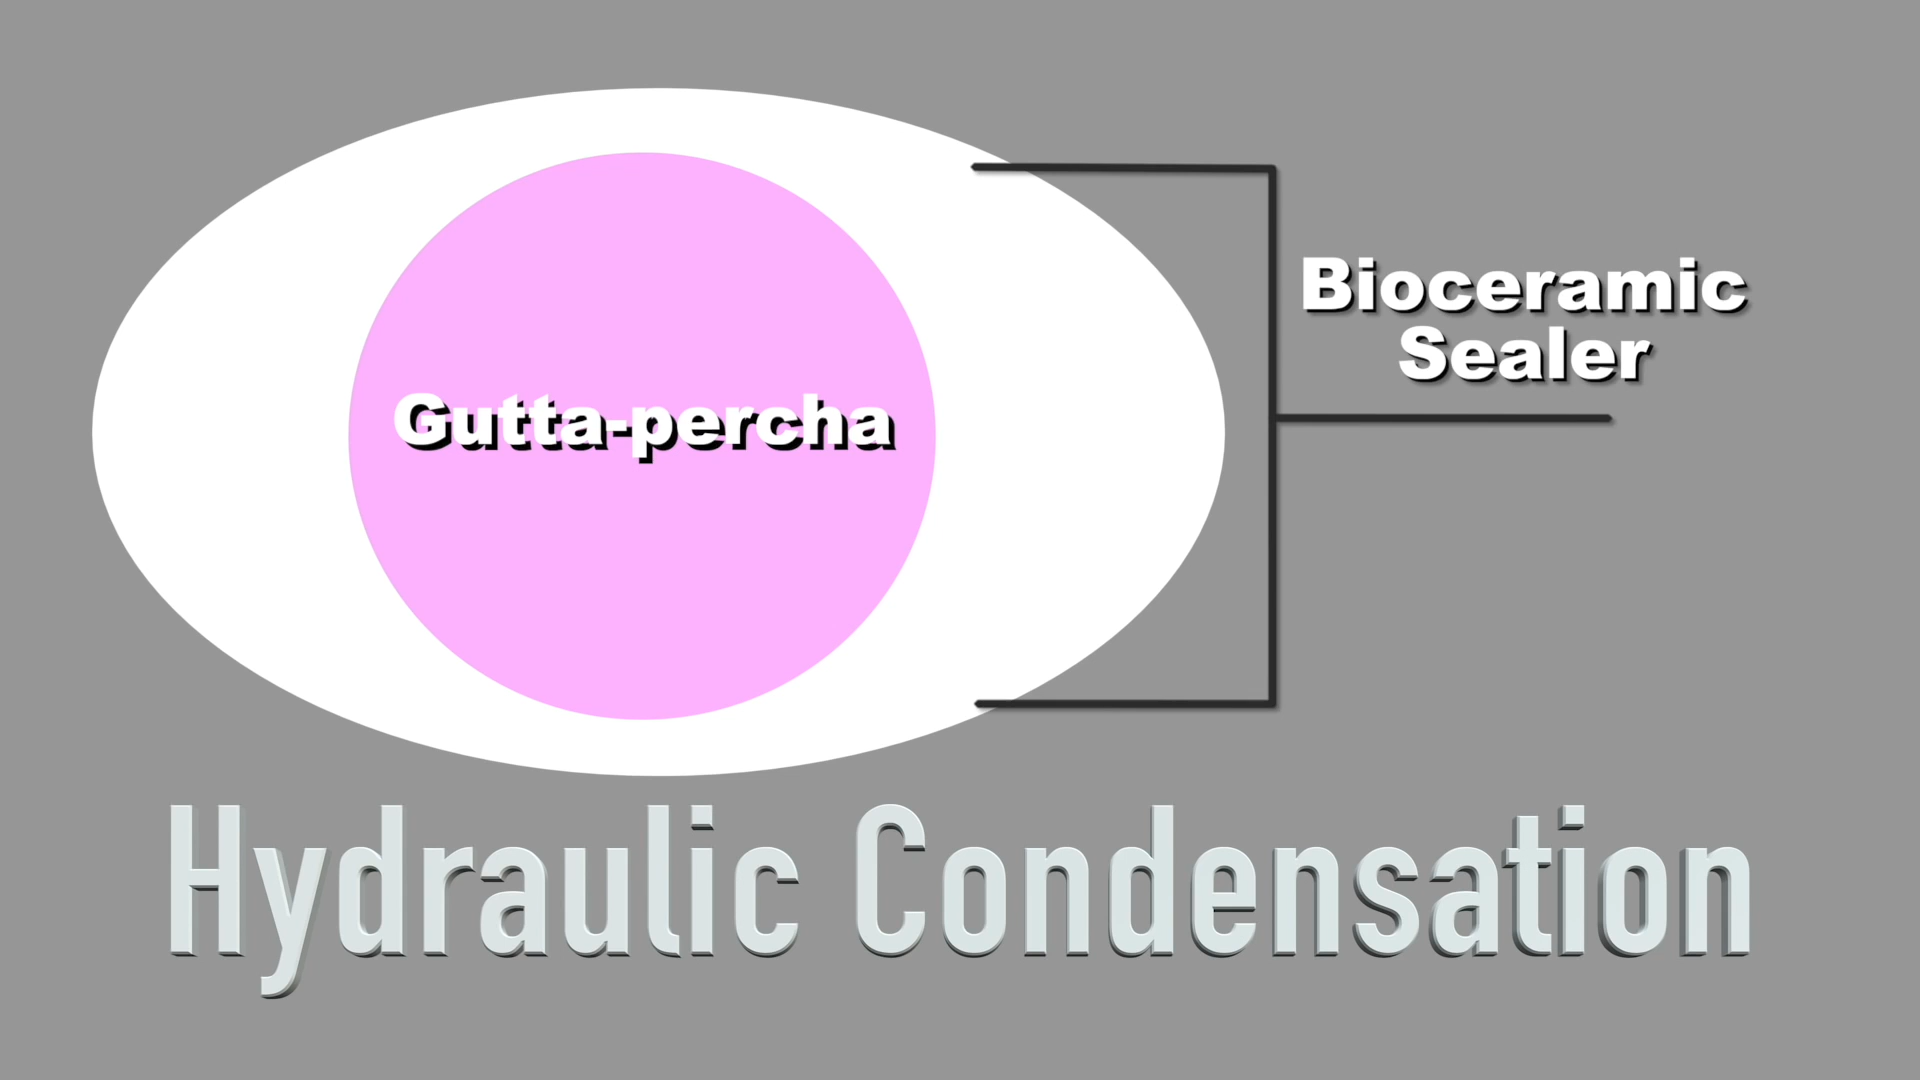 Bioceramic
Sealer
Gutta-percha
Hydraulic Condensation